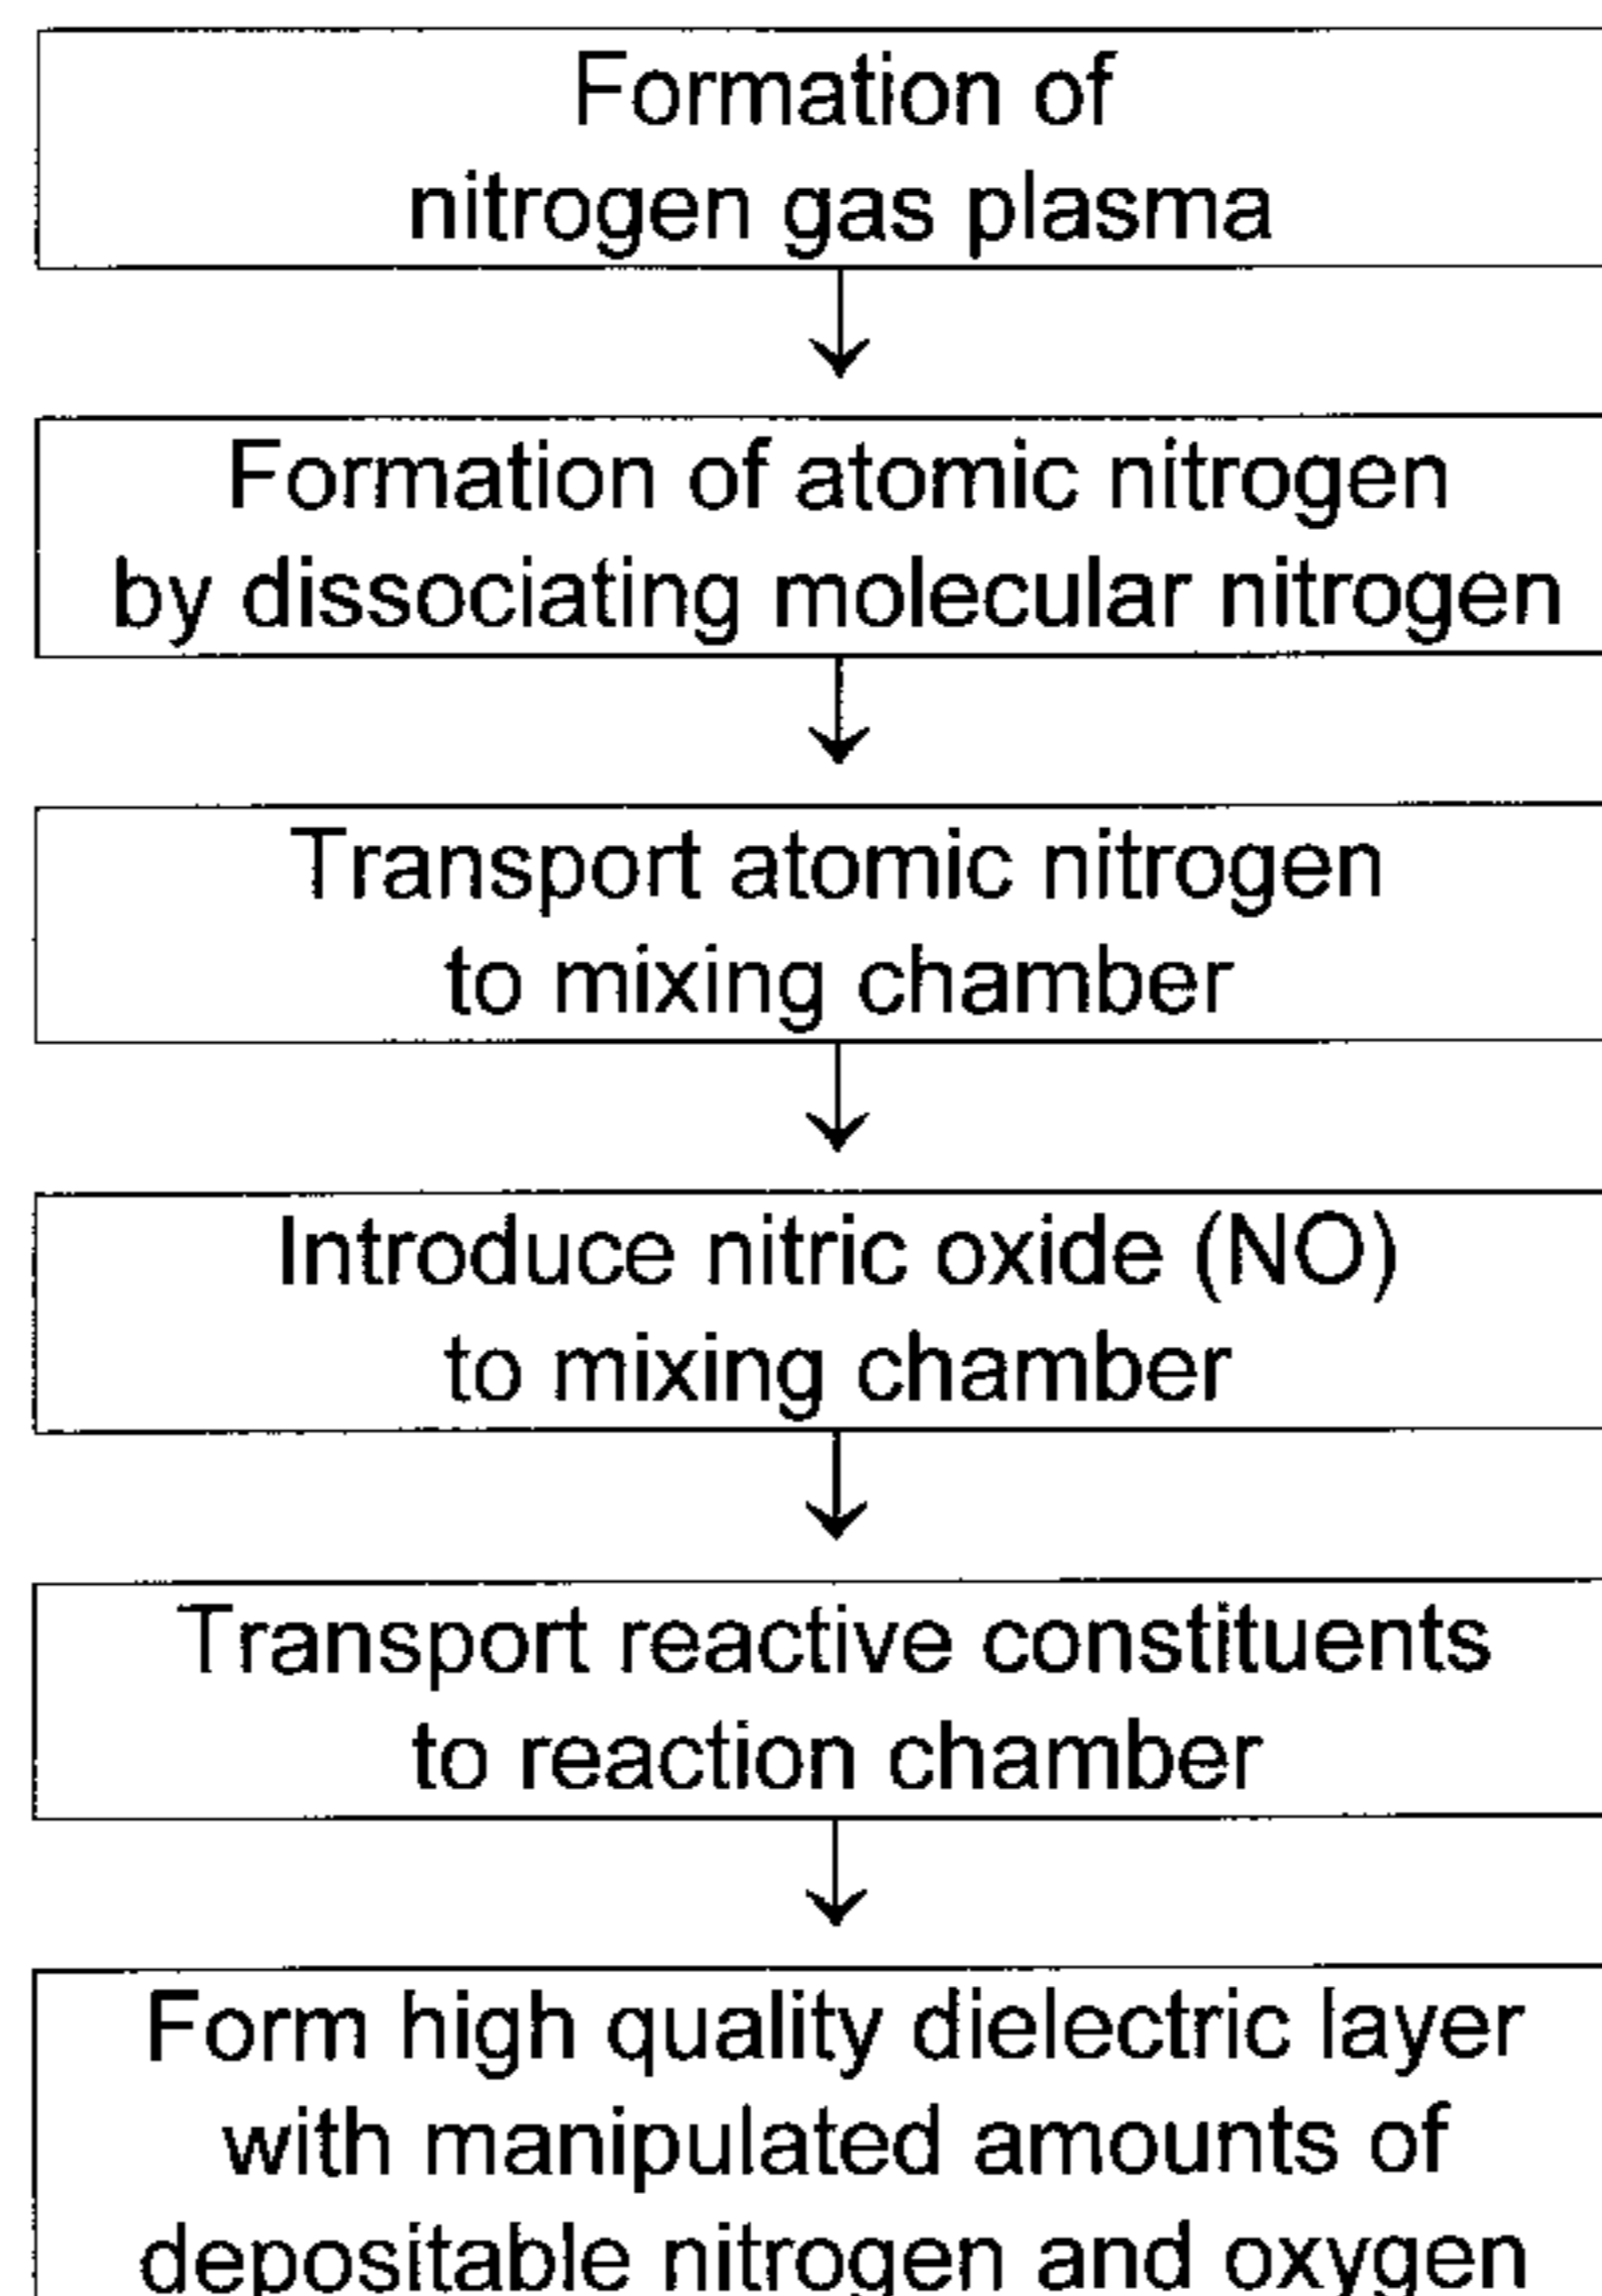 Formation of
nitrogen gas plasma
Formation of atomic nitrogen
by dissociating molecular nitrogen
Transport atomic nitrogen
to mixing chamber
Introduce nitric oxide (NO)
to mixing chamber
Transport reactive constituents
to reaction chamber
Form high quality dielectric layer
with manipulated amounts of
depositable nitrogen and oxygen